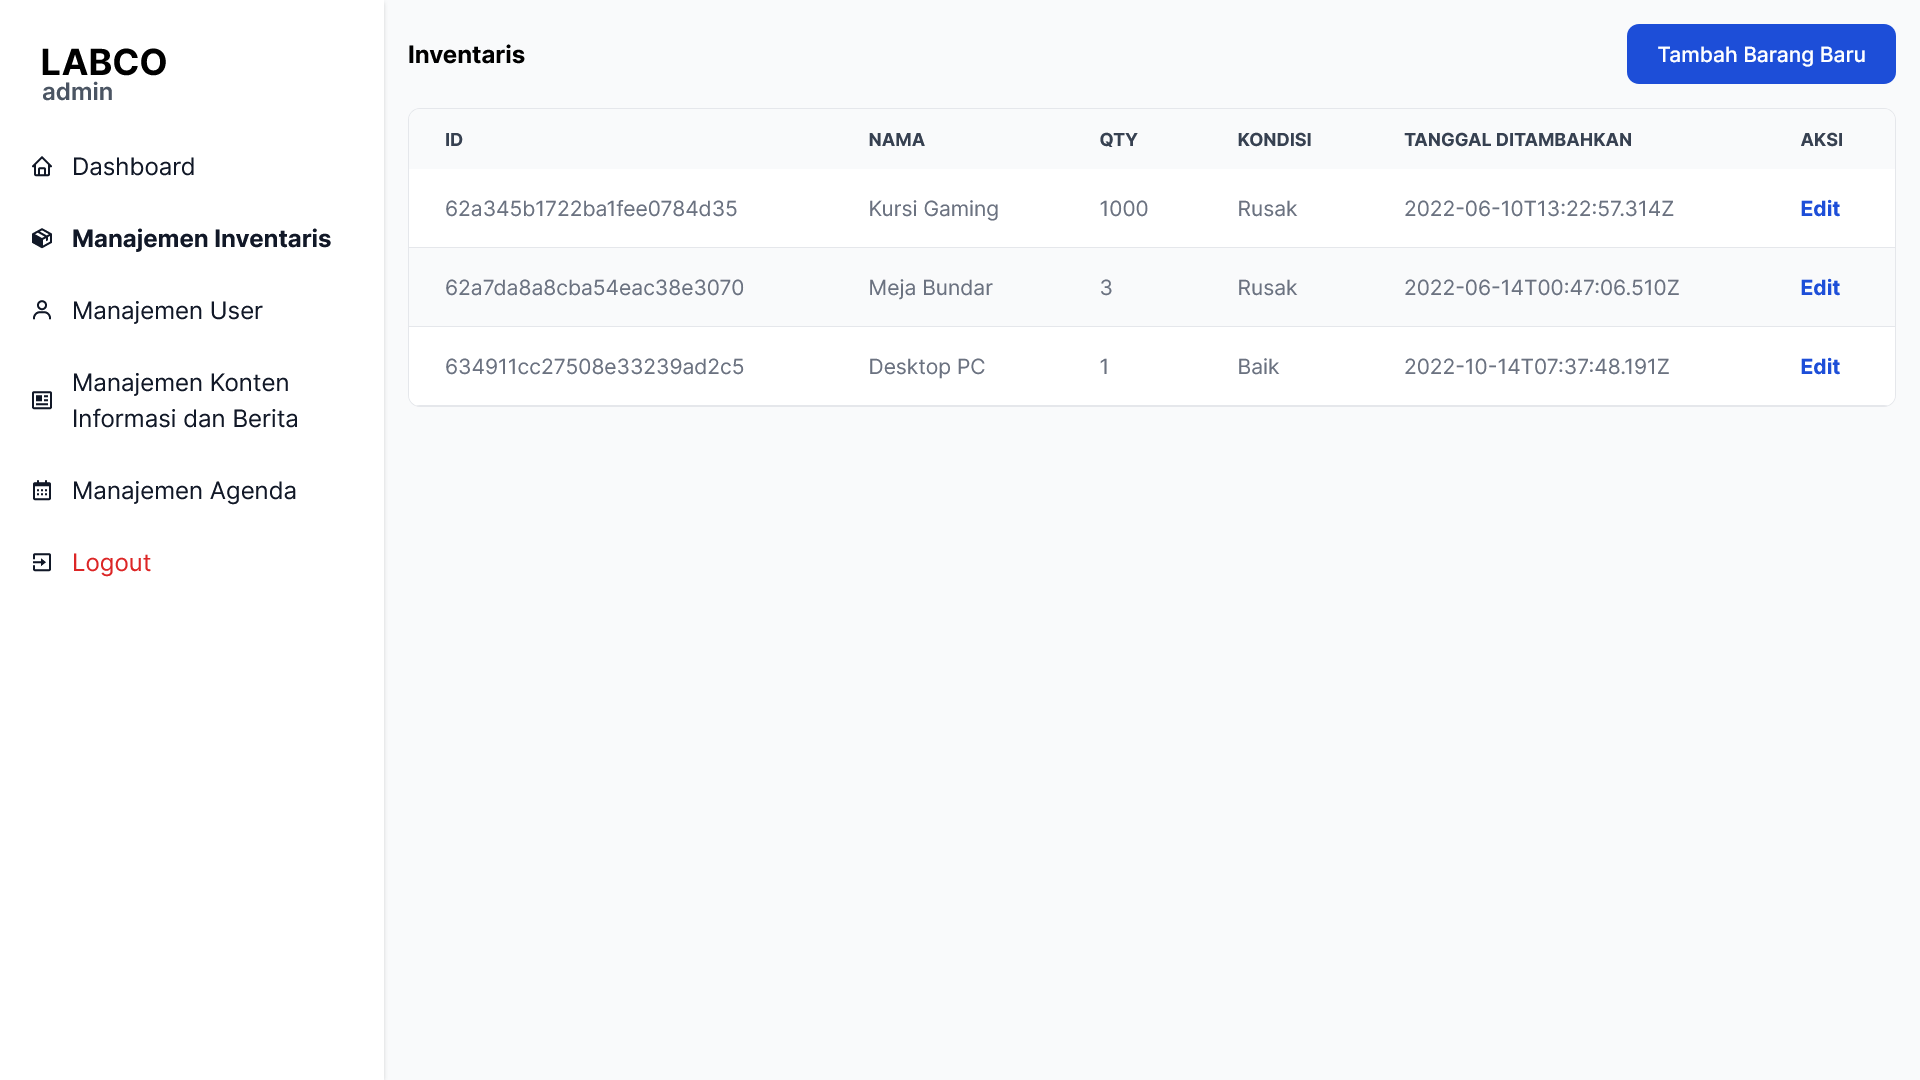 LABCO
admin
Dashboard
Manajemen Inventaris
Manajemen User
Manajemen Konten
Informasi dan Berita
Manajemen Agenda
Logout
Inventaris
Tambah Barang Baru
ID NAMA QTY KONDISI TANGGAL DITAMBAHKAN AKSI
62a345b1722ba1fee0784d35 Kursi Gaming 1000 Rusak 2022-06-10T13:22:57.314Z Edit
62a7da8a8cba54eac38e3070 Meja Bundar 3 Rusak 2022-06-14T00:47:06.510Z Edit
634911cc27508e33239ad2c5 Desktop PC 1 Baik 2022-10-14T07:37:48.191Z Edit